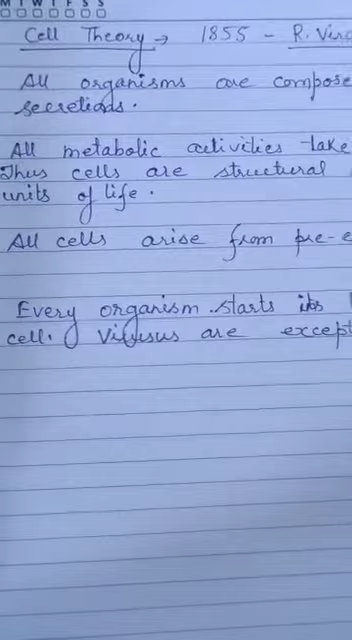 M T W T F S S
Cell Theory → 1855 - R. Virc
All organisms are compose
secretions.
All metabolic activities take
Thus cells are structural
units of life.
All cells arise from pre-e
Every organism starts its
cell. Viruses are except